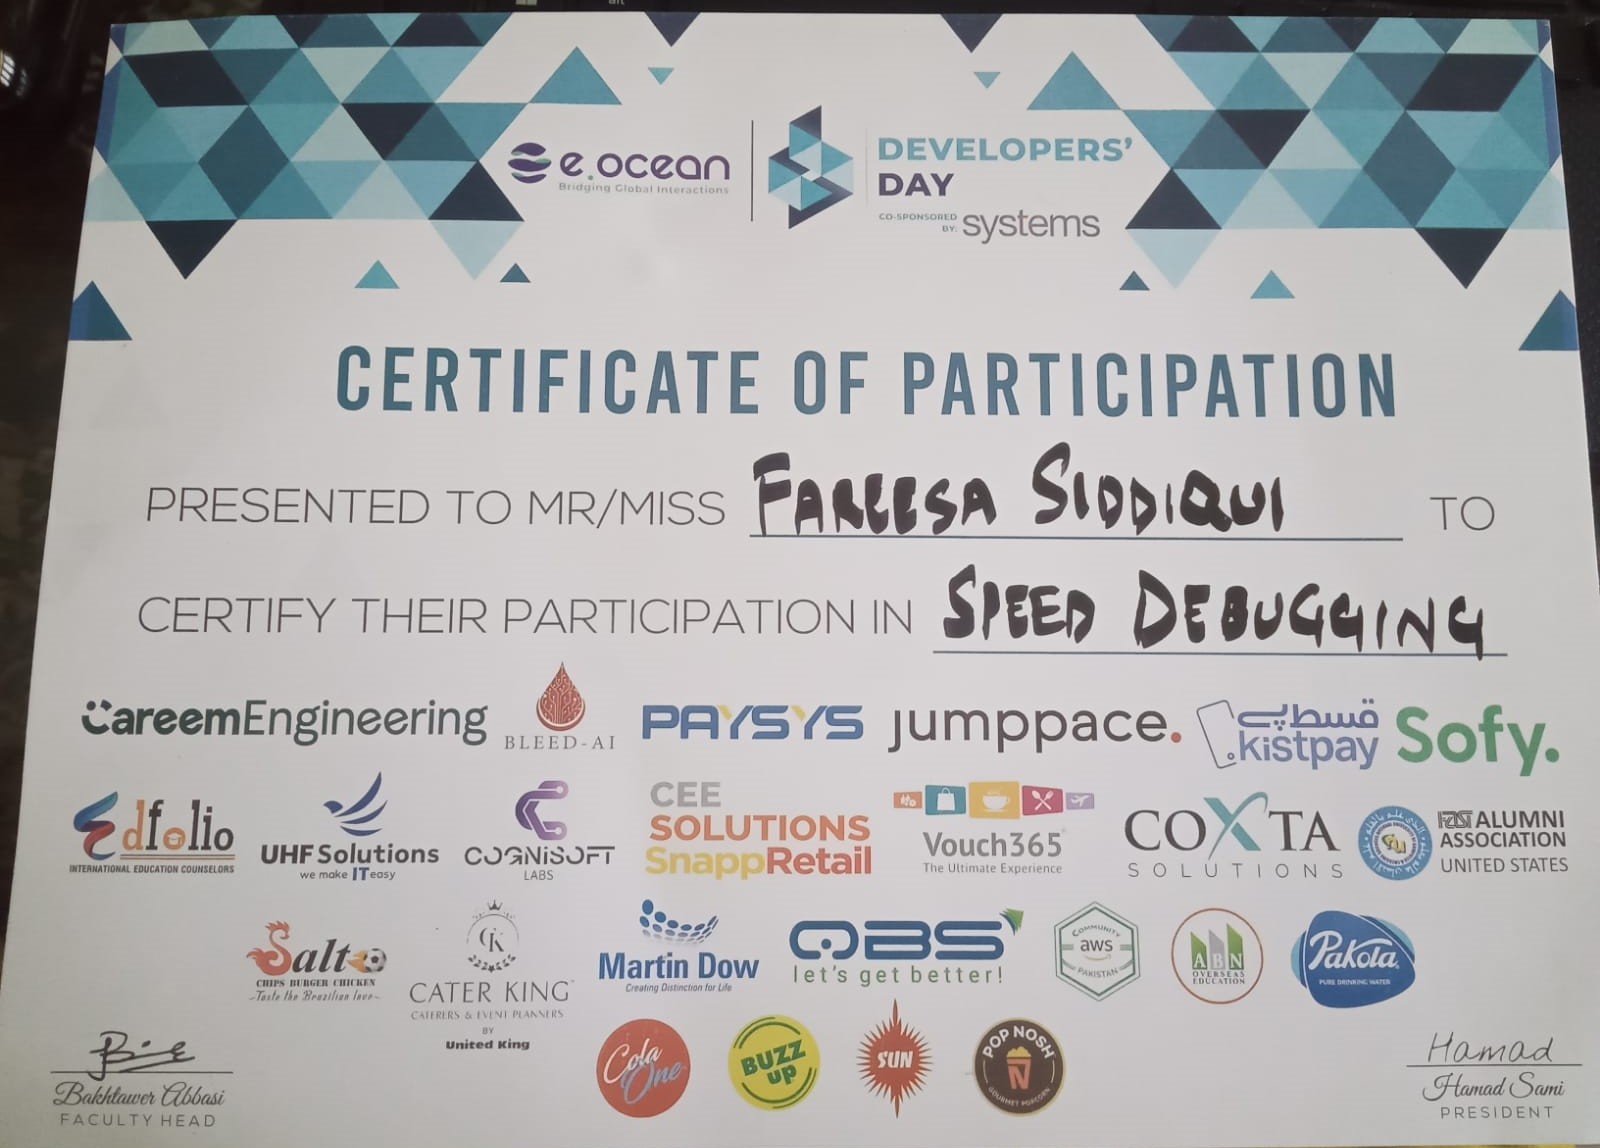 e.ocean
Bridging Global Interactions
DEVELOPERS'
DAY
CO-SPONSORED
BY: systems
CERTIFICATE OF PARTICIPATION
PRESENTED TO MR/MISS FAREESA SIDDIQUI TO
CERTIFY THEIR PARTICIPATION IN SPEED DEBUGGING
CareemEngineering
BLEED-AI
PAYSYS
jumppace.
قسط پے
kistpay
Sofy.
Edfolio
INTERNATIONAL EDUCATION COUNSELORS
UHF Solutions
we make IT easy
COGNISOFT
LABS
CEE
SOLUTIONS
SnappRetail
Vouch365
The Ultimate Experience
COXTA
SOLUTIONS
FAST ALUMNI
ASSOCIATION
UNITED STATES
Salto
CHIPS BURGER CHICKEN
~Taste the Brazilian love~
CK
CATER KING
CATERERS & EVENT PLANNERS
BY
United King
Martin Dow
Creating Distinction for Life
QBS
let's get better!
COMMUNITY
aws
PAKISTAN
ABN
OVERSEAS
EDUCATION
Pakola
PURE DRINKING WATER
Cola
One
BUZZ
UP
SUN
POP NOSH
N
GOURMET POPCORN
Bakhtawer Abbasi
FACULTY HEAD
Hamad
Hamad Sami
PRESIDENT